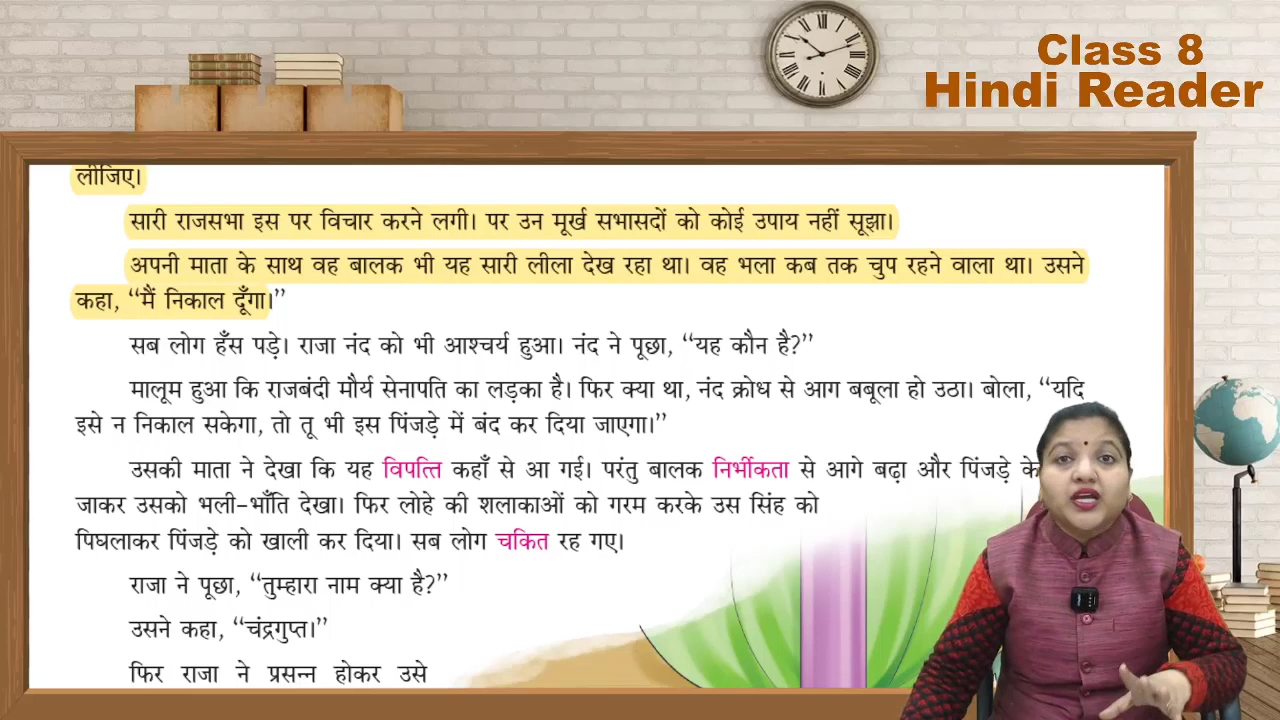 Class 8
Hindi Reader
लीजिए।
सारी राजसभा इस पर विचार करने लगी। पर उन मूर्ख सभासदों को कोई उपाय नहीं सूझा।
अपनी माता के साथ वह बालक भी यह सारी लीला देख रहा था। वह भला कब तक चुप रहने वाला था। उसने
कहा, “मैं निकाल दूँगा।”
सब लोग हँस पड़े। राजा नंद को भी आश्चर्य हुआ। नंद ने पूछा, “यह कौन है?”
मालूम हुआ कि राजबंदी मौर्य सेनापति का लड़का है। फिर क्या था, नंद क्रोध से आग बबूला हो उठा। बोला, “यदि
इसे न निकाल सकेगा, तो तू भी इस पिंजड़े में बंद कर दिया जाएगा।”
उसकी माता ने देखा कि यह विपत्ति कहाँ से आ गई। परंतु बालक निर्भीकता से आगे बढ़ा और पिंजड़े के
जाकर उसको भली-भाँति देखा। फिर लोहे की शलाकाओं को गरम करके उस सिंह को
पिघलाकर पिंजड़े को खाली कर दिया। सब लोग चकित रह गए।
राजा ने पूछा, “तुम्हारा नाम क्या है?”
उसने कहा, “चंद्रगुप्त।”
फिर राजा ने प्रसन्न होकर उसे